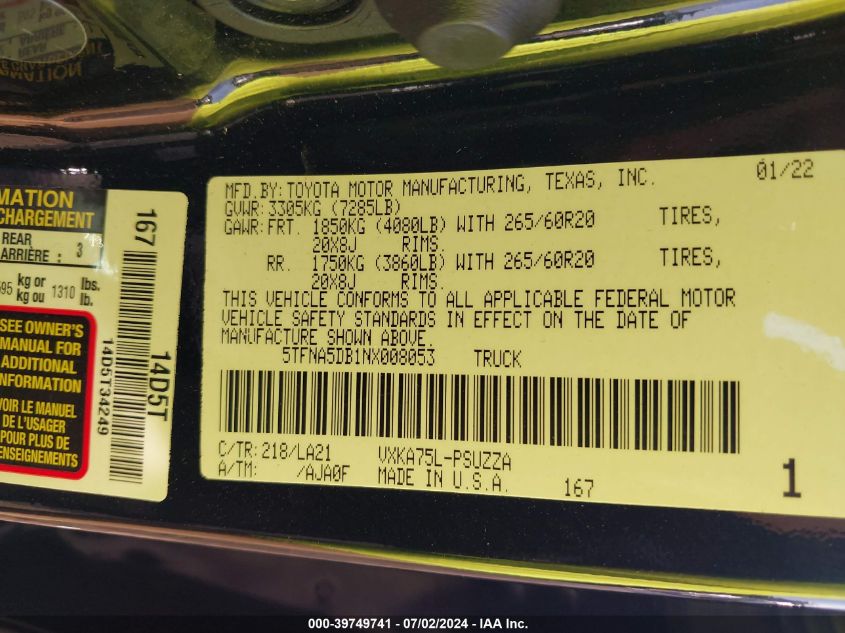 MATION
CHARGEMENT
REAR
ARRIÈRE : 3
595 kg or 1310 lbs.
kg ou lb.
SEE OWNER'S
MANUAL FOR
ADDITIONAL
INFORMATION
VOIR LE MANUEL
DE L'USAGER
POUR PLUS DE
RENSEIGNEMENTS
167
14D5T
14D5T34249
MFD.BY:TOYOTA MOTOR MANUFACTURING, TEXAS, INC. 01/22
GVWR:3305KG (7285LB)
GAWR:FRT. 1850KG (4080LB) WITH 265/60R20 TIRES,
20X8J RIMS.
RR. 1750KG (3860LB) WITH 265/60R20 TIRES,
20X8J RIMS.
THIS VEHICLE CONFORMS TO ALL APPLICABLE FEDERAL MOTOR
VEHICLE SAFETY STANDARDS IN EFFECT ON THE DATE OF
MANUFACTURE SHOWN ABOVE.
5TFNA5DB1NX008053 TRUCK
C/TR:218/LA21 VXKA75L-PSUZZA
A/TM: /AJA0F MADE IN U.S.A. 167
1
000-39749741 - 07/02/2024 - IAA Inc.